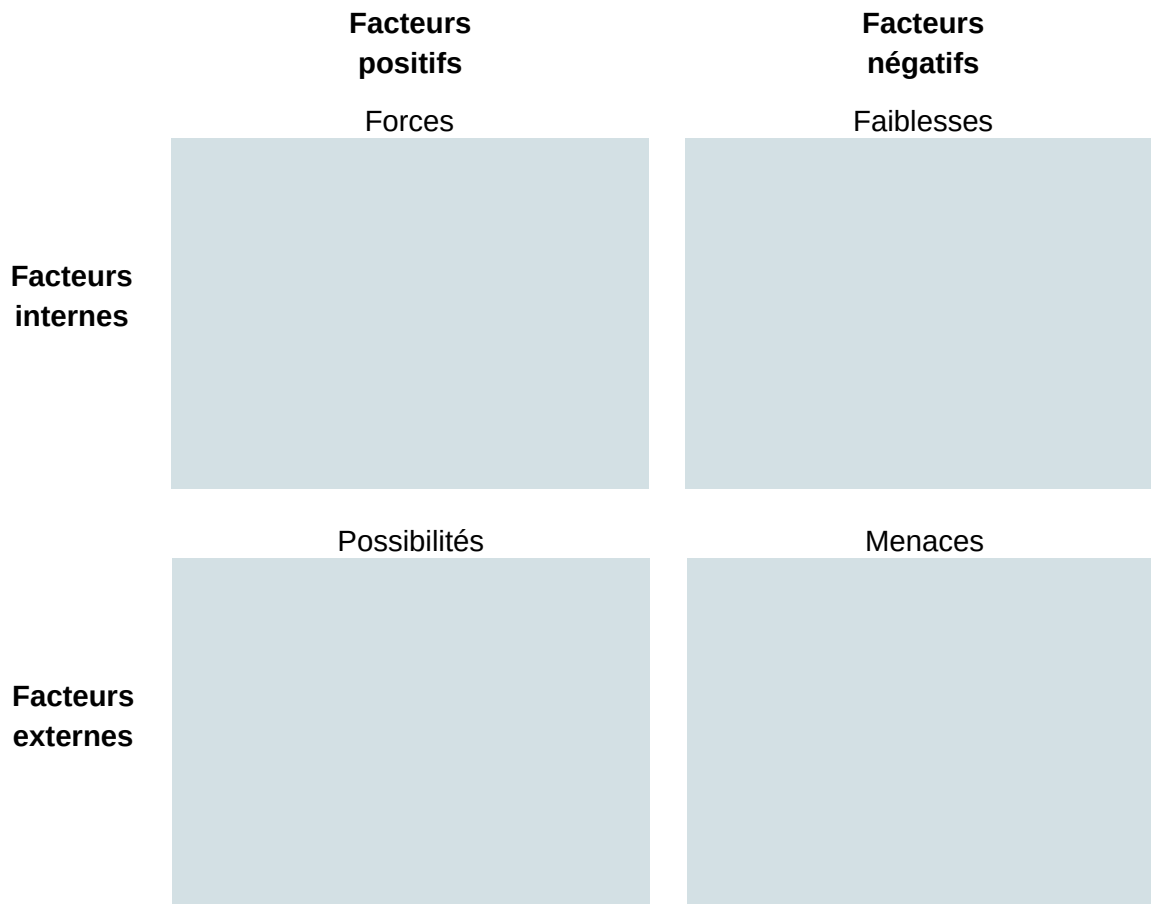 Facteurs
positifs
Facteurs
négatifs
Forces
Faiblesses
Facteurs
internes
Possibilités
Menaces
Facteurs
externes